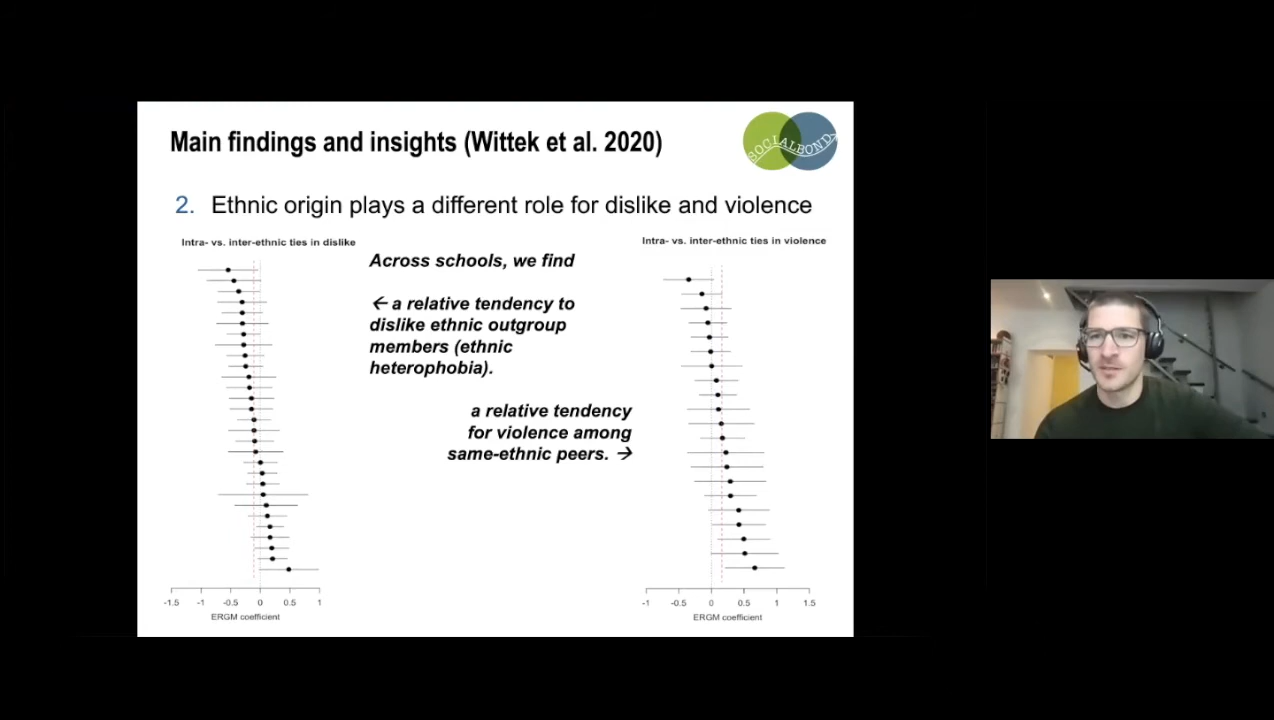 Main findings and insights (Wittek et al. 2020)
SOCIALBOND
2. Ethnic origin plays a different role for dislike and violence
Intra- vs. inter-ethnic ties in dislike
Across schools, we find
← a relative tendency to
dislike ethnic outgroup
members (ethnic
heterophobia).
a relative tendency
for violence among
same-ethnic peers. →
-1.5 -1 -0.5 0 0.5 1
ERGM coefficient
Intra- vs. inter-ethnic ties in violence
-1 -0.5 0 0.5 1 1.5
ERGM coefficient